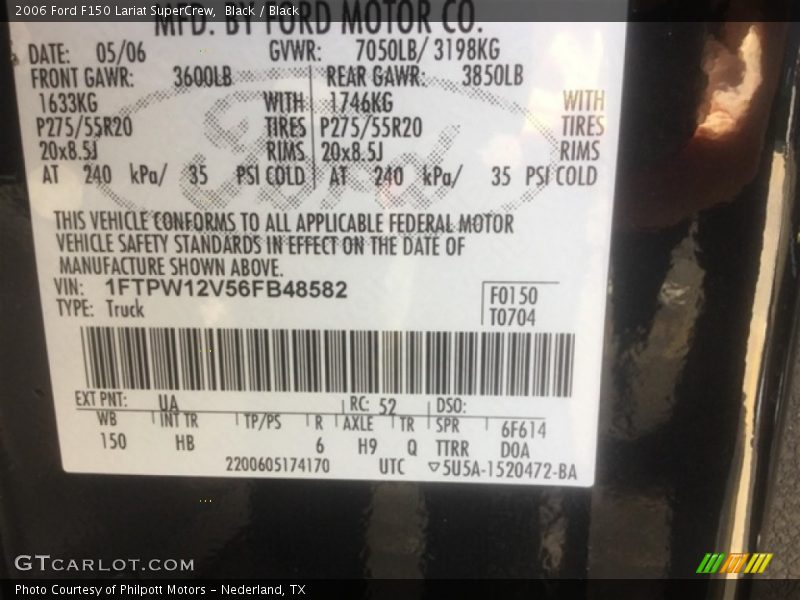 2006 Ford F150 Lariat SuperCrew, Black / Black
MFD. BY FORD MOTOR CO.
DATE: 05/06 GVWR: 7050LB/ 3198KG
FRONT GAWR: 3600LB REAR GAWR: 3850LB
1633KG WITH 1746KG WITH
P275/55R20 TIRES P275/55R20 TIRES
20x8.5J RIMS 20x8.5J RIMS
AT 240 kPa/ 35 PSI COLD AT 240 kPa/ 35 PSI COLD
Ford
THIS VEHICLE CONFORMS TO ALL APPLICABLE FEDERAL MOTOR
VEHICLE SAFETY STANDARDS IN EFFECT ON THE DATE OF
MANUFACTURE SHOWN ABOVE.
VIN: 1FTPW12V56FB48582
TYPE: Truck
F0150
T0704
EXT PNT: UA RC: 52 DSO:
WB INT TR TP/PS R AXLE TR SPR 6F614
150 HB 6 H9 Q TTRR DOA
2200605174170 UTC ▽5U5A-1520472-BA
GTCARLOT.COM
Photo Courtesy of Philpott Motors - Nederland, TX